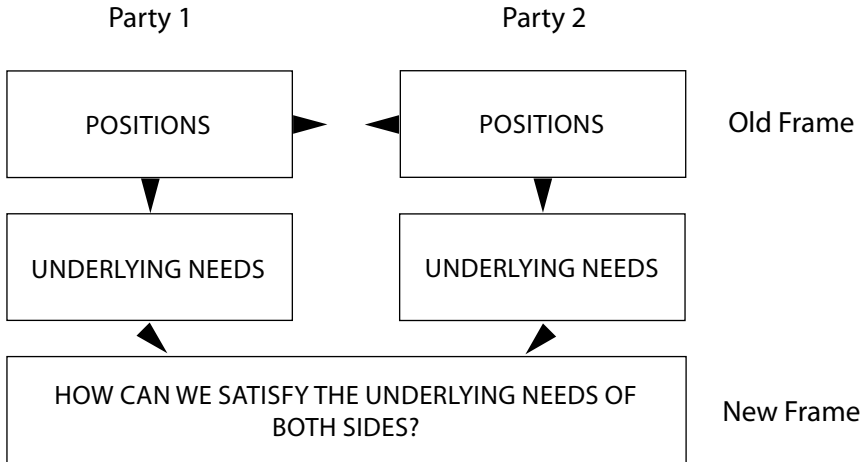 Party 1
Party 2
POSITIONS
POSITIONS
Old Frame
UNDERLYING NEEDS
UNDERLYING NEEDS
HOW CAN WE SATISFY THE UNDERLYING NEEDS OF
BOTH SIDES?
New Frame